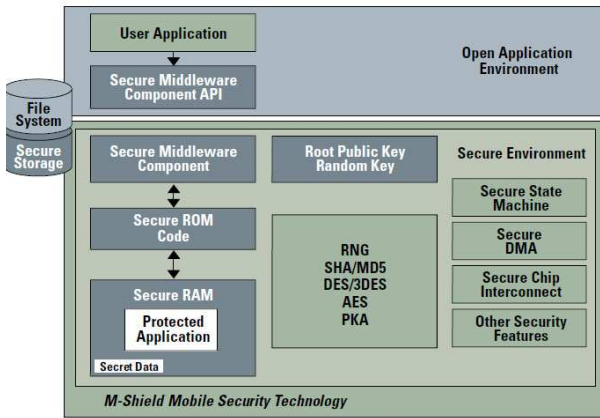 User Application
Open Application
Environment
Secure Middleware
Component API
File
System
Secure
Storage
Secure Middleware
Component
Root Public Key
Random Key
Secure Environment
Secure State
Machine
Secure ROM
Code
Secure
DMA
RNG
SHA/MD5
DES/3DES
AES
PKA
Secure Chip
Interconnect
Secure RAM
Protected
Application
Other Security
Features
Secret Data
M-Shield Mobile Security Technology